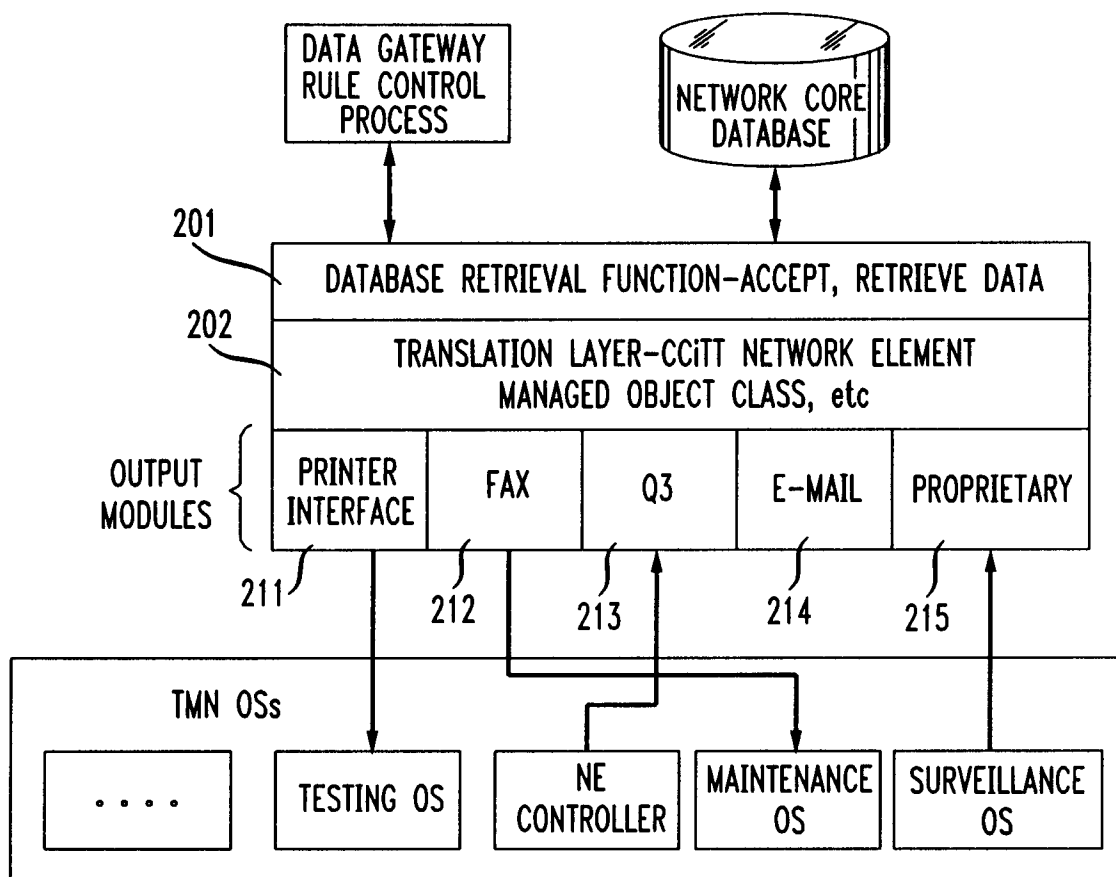 DATA GATEWAY
RULE CONTROL
PROCESS
NETWORK CORE
DATABASE
201
DATABASE RETRIEVAL FUNCTION-ACCEPT, RETRIEVE DATA
202
TRANSLATION LAYER-CCiTT NETWORK ELEMENT
MANAGED OBJECT CLASS, etc
OUTPUT
MODULES
PRINTER
INTERFACE
FAX
Q3
E-MAIL
PROPRIETARY
211
212
213
214
215
TMN OSs
. . . .
TESTING OS
NE
CONTROLLER
MAINTENANCE
OS
SURVEILLANCE
OS